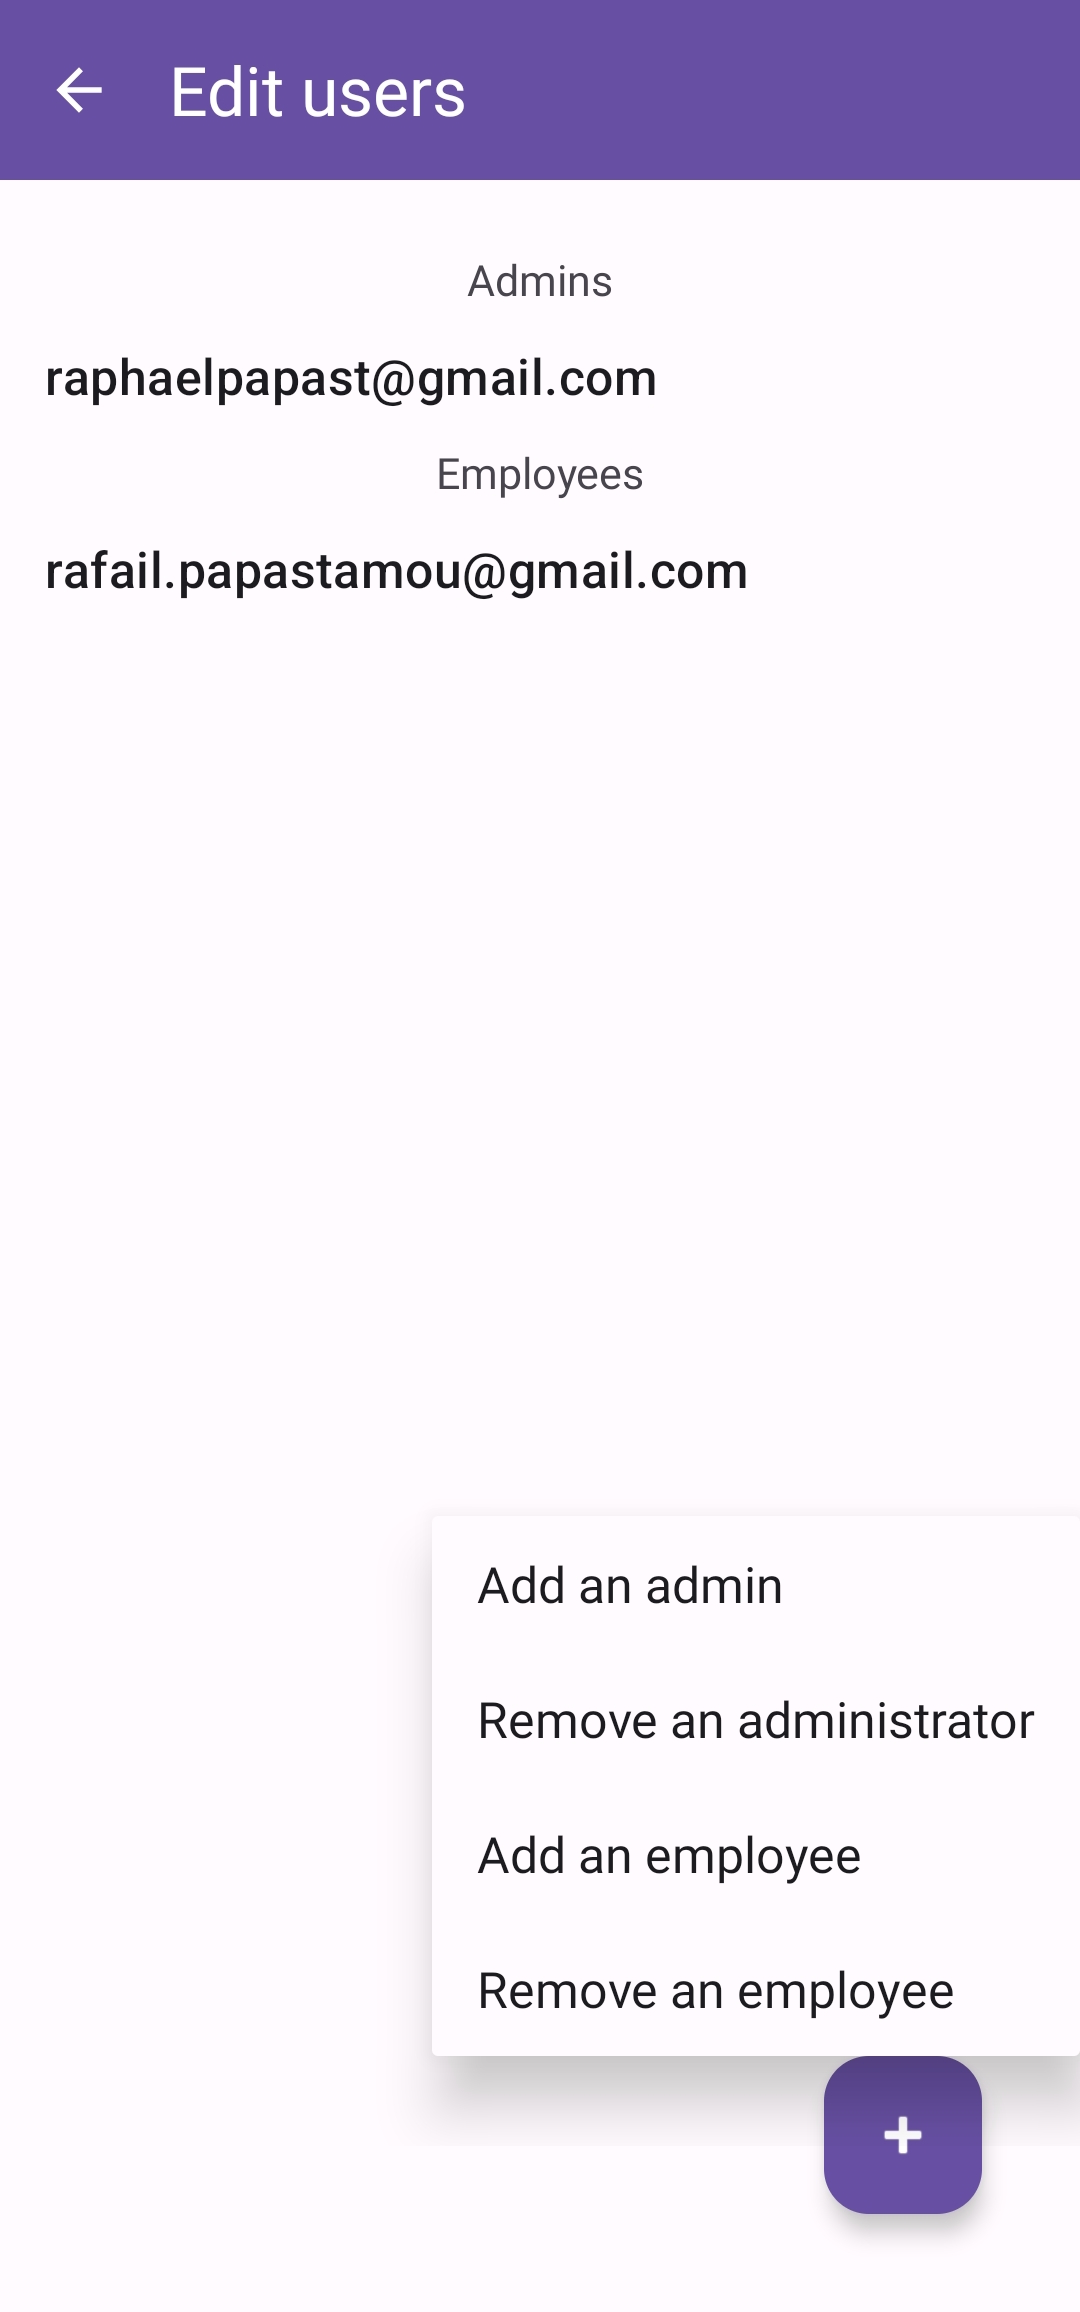 Edit users
Admins
raphaelpapast@gmail.com
Employees
rafail.papastamou@gmail.com
Add an admin
Remove an administrator
Add an employee
Remove an employee